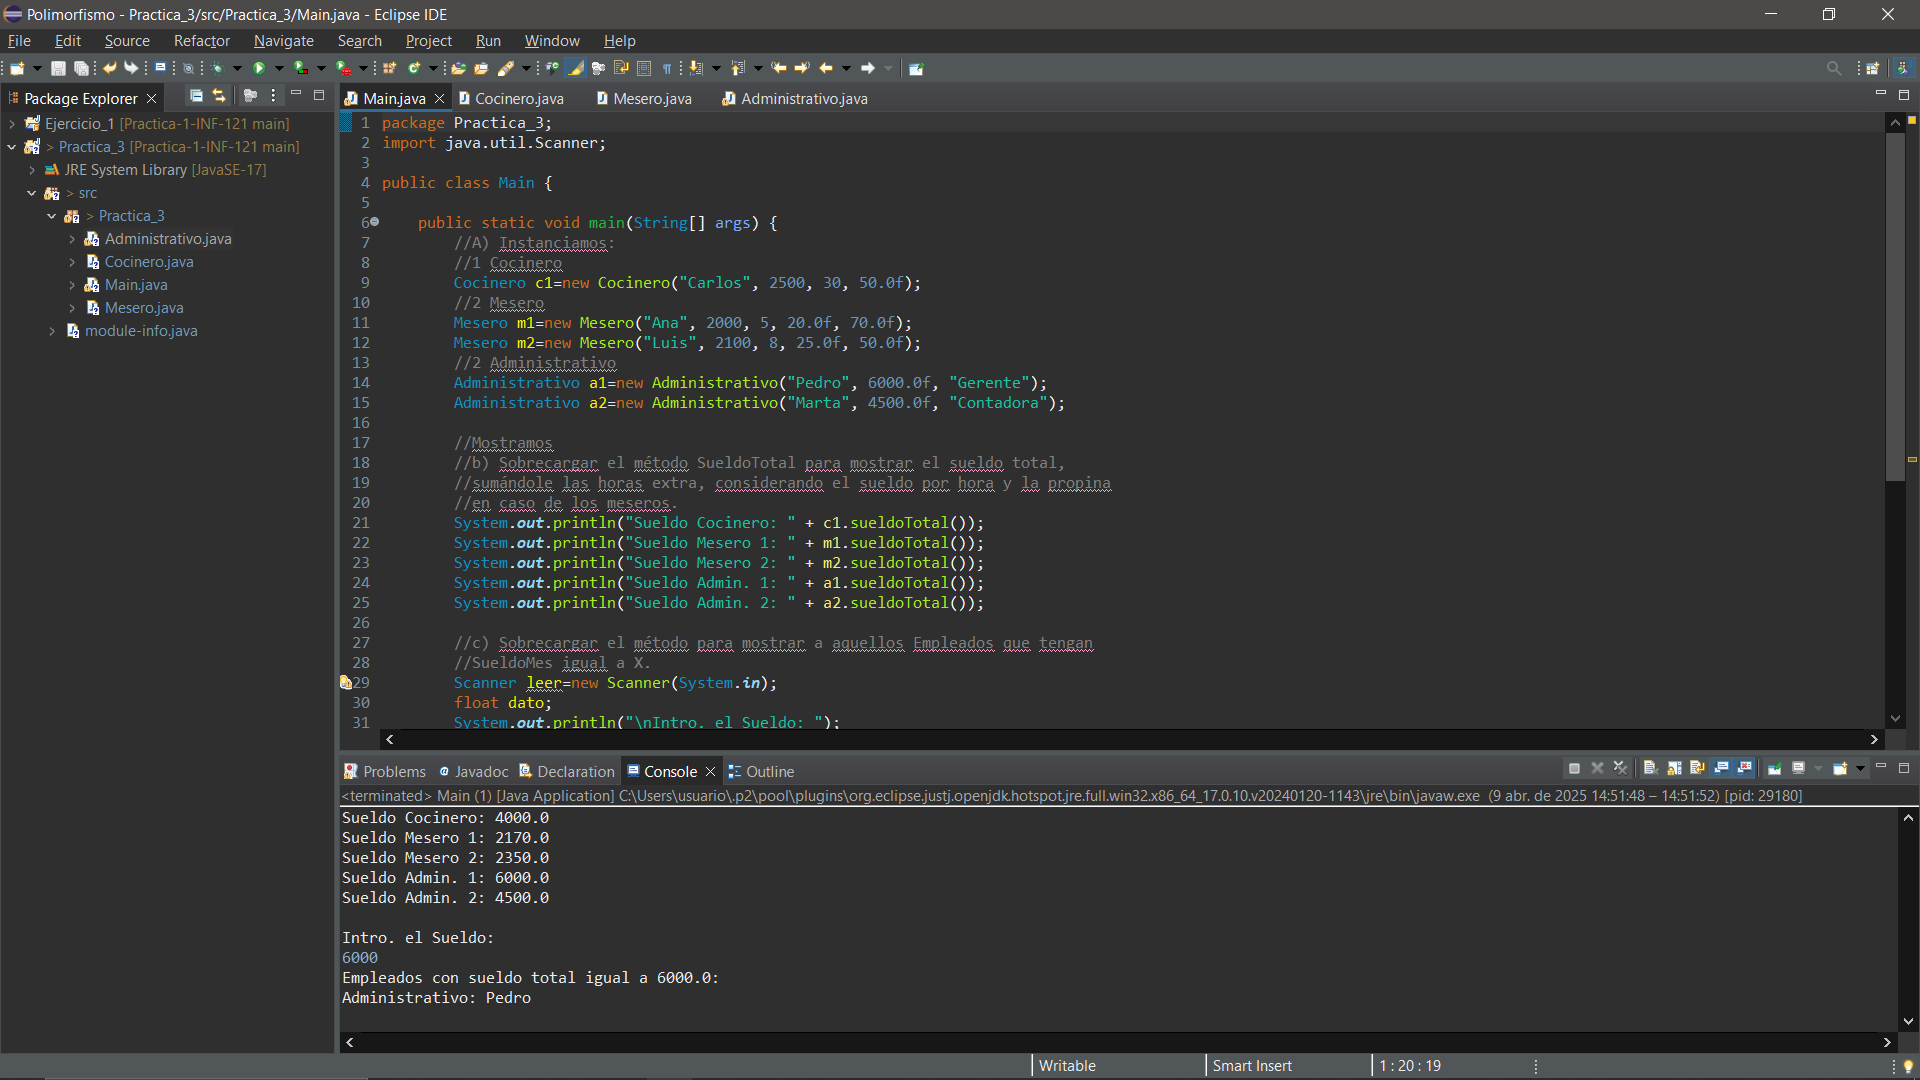 Polimorfismo - Practica_3/src/Practica_3/Main.java - Eclipse IDE
File Edit Source Refactor Navigate Search Project Run Window Help
Package Explorer
Main.java Cocinero.java Mesero.java Administrativo.java
Ejercicio_1 [Practica-1-INF-121 main]
> Practica_3 [Practica-1-INF-121 main]
JRE System Library [JavaSE-17]
> src
> Practica_3
Administrativo.java
Cocinero.java
Main.java
Mesero.java
module-info.java
1 package Practica_3;
2 import java.util.Scanner;
3
4 public class Main {
5
6 public static void main(String[] args) {
7 //A) Instanciamos:
8 //1 Cocinero
9 Cocinero c1=new Cocinero("Carlos", 2500, 30, 50.0f);
10 //2 Mesero
11 Mesero m1=new Mesero("Ana", 2000, 5, 20.0f, 70.0f);
12 Mesero m2=new Mesero("Luis", 2100, 8, 25.0f, 50.0f);
13 //2 Administrativo
14 Administrativo a1=new Administrativo("Pedro", 6000.0f, "Gerente");
15 Administrativo a2=new Administrativo("Marta", 4500.0f, "Contadora");
16
17 //Mostramos
18 //b) Sobrecargar el método SueldoTotal para mostrar el sueldo total,
19 //sumándole las horas extra, considerando el sueldo por hora y la propina
20 //en caso de los meseros.
21 System.out.println("Sueldo Cocinero: " + c1.sueldoTotal());
22 System.out.println("Sueldo Mesero 1: " + m1.sueldoTotal());
23 System.out.println("Sueldo Mesero 2: " + m2.sueldoTotal());
24 System.out.println("Sueldo Admin. 1: " + a1.sueldoTotal());
25 System.out.println("Sueldo Admin. 2: " + a2.sueldoTotal());
26
27 //c) Sobrecargar el método para mostrar a aquellos Empleados que tengan
28 //SueldoMes igual a X.
29 Scanner leer=new Scanner(System.in);
30 float dato;
31 System.out.println("\nIntro. el Sueldo: ");
Problems Javadoc Declaration Console Outline
<terminated> Main (1) [Java Application] C:\Users\usuario\.p2\pool\plugins\org.eclipse.justj.openjdk.hotspot.jre.full.win32.x86_64_17.0.10.v20240120-1143\jre\bin\javaw.exe (9 abr. de 2025 14:51:48 – 14:51:52) [pid: 29180]
Sueldo Cocinero: 4000.0
Sueldo Mesero 1: 2170.0
Sueldo Mesero 2: 2350.0
Sueldo Admin. 1: 6000.0
Sueldo Admin. 2: 4500.0
Intro. el Sueldo:
6000
Empleados con sueldo total igual a 6000.0:
Administrativo: Pedro
Writable Smart Insert 1 : 20 : 19